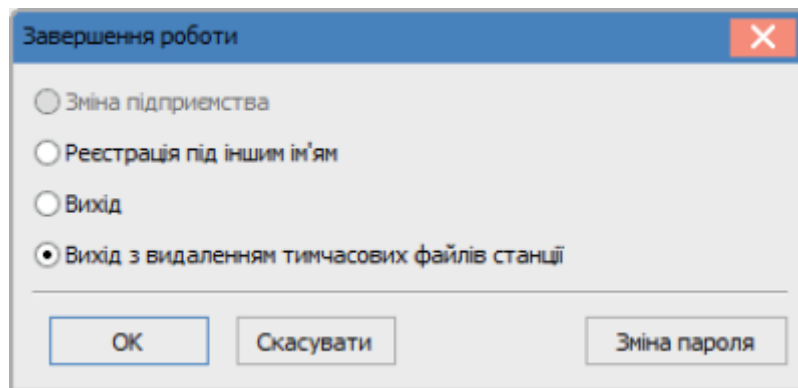 Завершення роботи
Зміна підприємства
Реєстрація під іншим ім'ям
Вихід
Вихід з видаленням тимчасових файлів станції
ОК
Скасувати
Зміна пароля